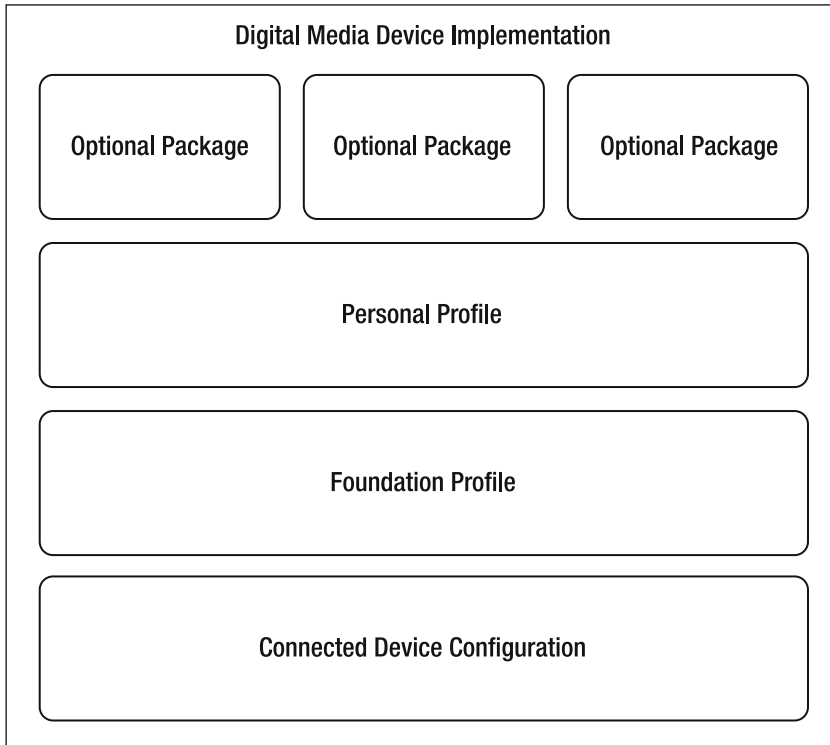 Digital Media Device Implementation
Optional Package Optional Package Optional Package
Personal Profile
Foundation Profile
Connected Device Configuration